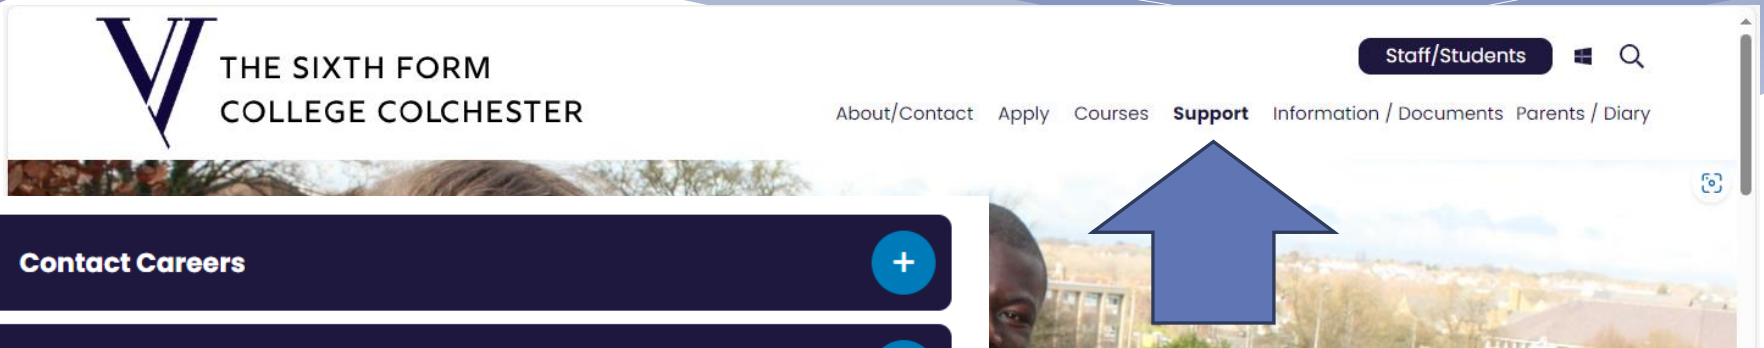 THE SIXTH FORM
COLLEGE COLCHESTER
Staff/Students
About/Contact Apply Courses Support Information / Documents Parents / Diary
Contact Careers